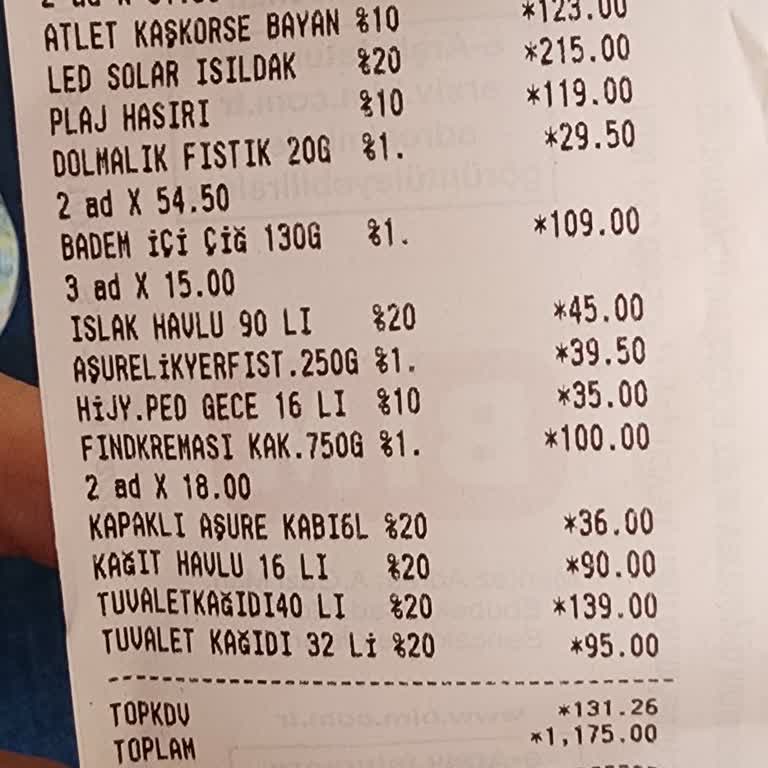 ATLET KAŞKORSE BAYAN %10 *123.00
LED SOLAR ISILDAK %20 *215.00
PLAJ HASIRI %10 *119.00
DOLMALIK FISTIK 20G %1. *29.50
2 ad X 54.50
BADEM İÇİ ÇİĞ 130G %1. *109.00
3 ad X 15.00
ISLAK HAVLU 90 LI %20 *45.00
AŞURELİKYERFIST.250G %1. *39.50
HİJY.PED GECE 16 LI %10 *35.00
FINDKREMASI KAK.750G %1. *100.00
2 ad X 18.00
KAPAKLI AŞURE KABI6L %20 *36.00
KAĞIT HAVLU 16 LI %20 *90.00
TUVALETKAĞIDI40 LI %20 *139.00
TUVALET KAĞIDI 32 Lİ %20 *95.00
TOPKDV *131.26
TOPLAM *1,175.00